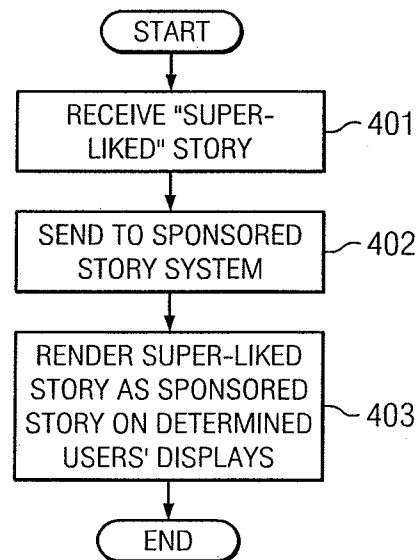 START
RECEIVE "SUPER-
LIKED" STORY
401
SEND TO SPONSORED
STORY SYSTEM
402
RENDER SUPER-LIKED
STORY AS SPONSORED
STORY ON DETERMINED
USERS' DISPLAYS
403
END